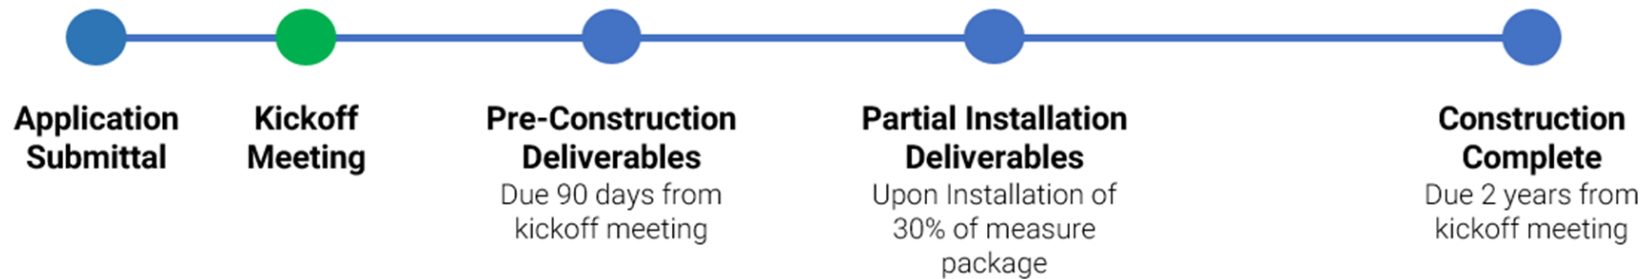 Application
Submittal
Kickoff
Meeting
Pre-Construction
Deliverables
Due 90 days from
kickoff meeting
Partial Installation
Deliverables
Upon Installation of
30% of measure
package
Construction
Complete
Due 2 years from
kickoff meeting